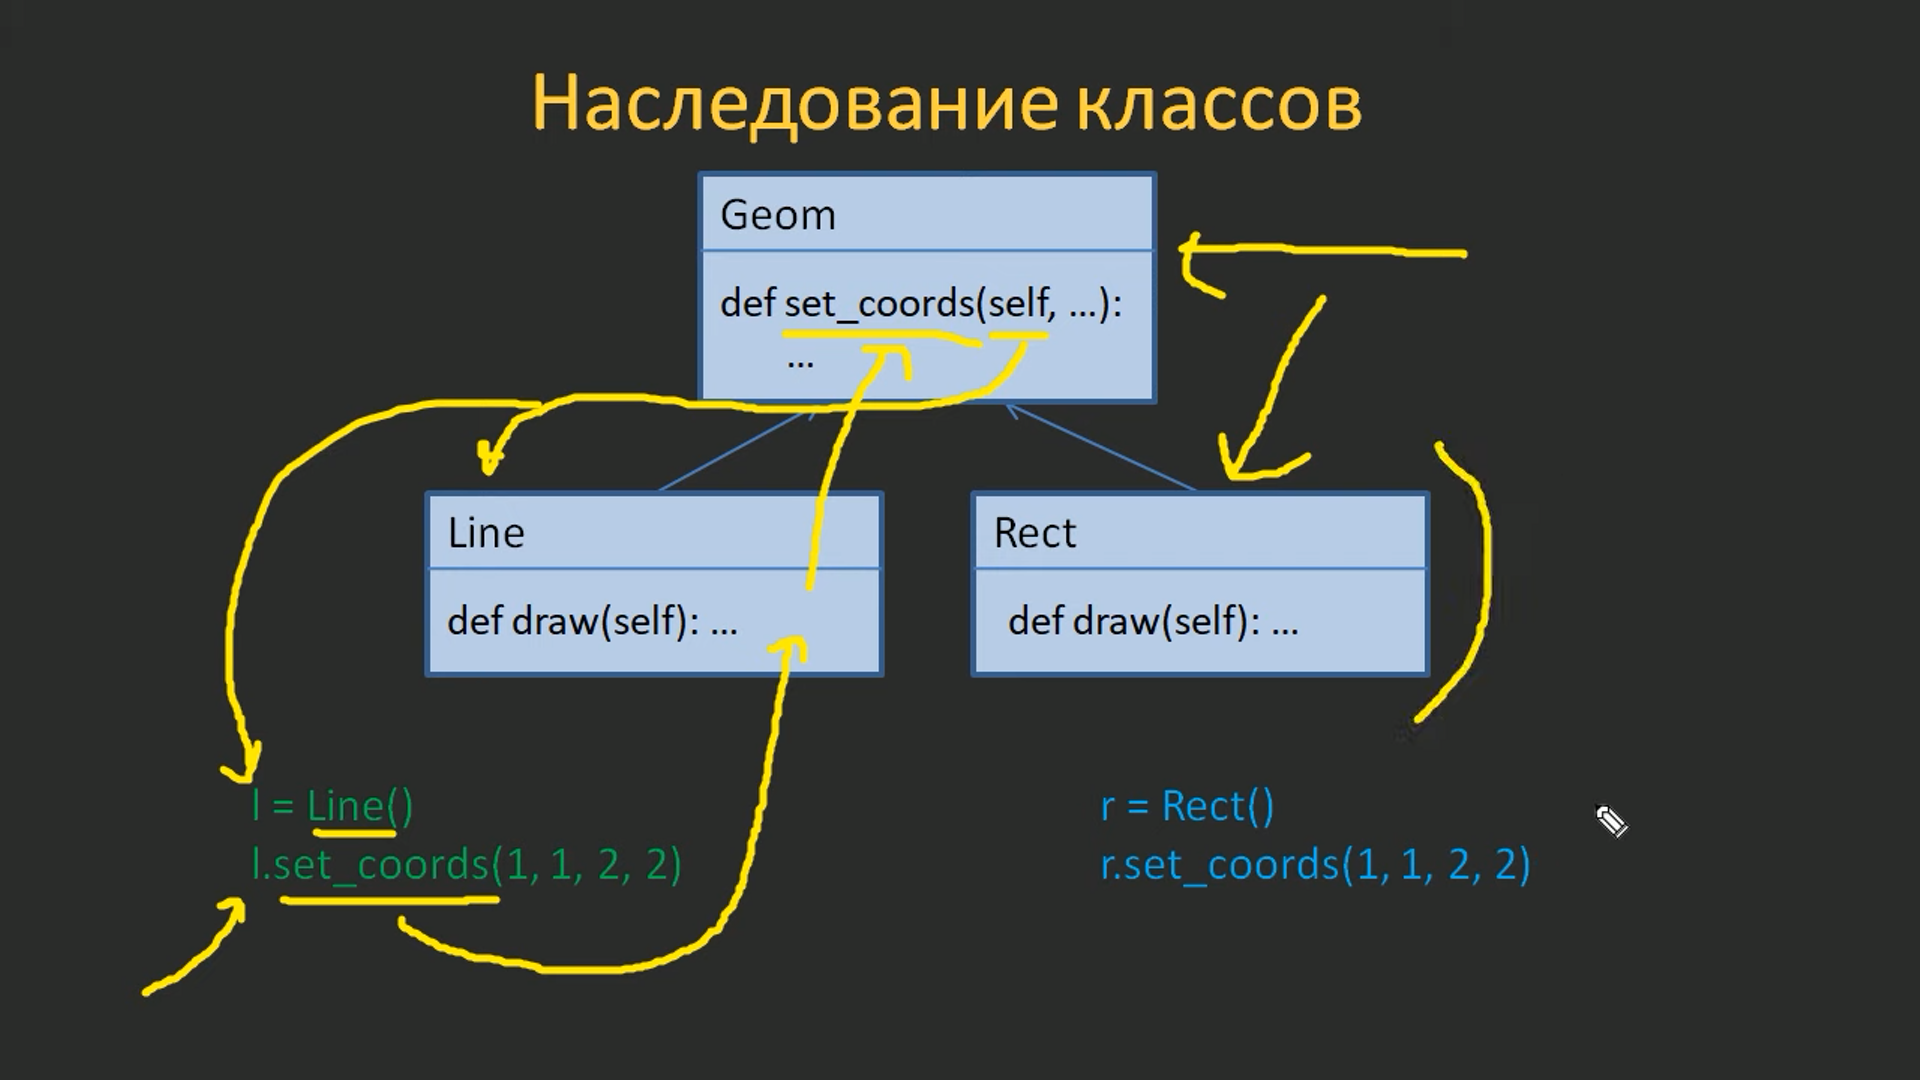 Наследование классов
Geom
def set_coords(self, ...):
...
Line
def draw(self): ...
Rect
def draw(self): ...
l = Line()
l.set_coords(1, 1, 2, 2)
r = Rect()
r.set_coords(1, 1, 2, 2)